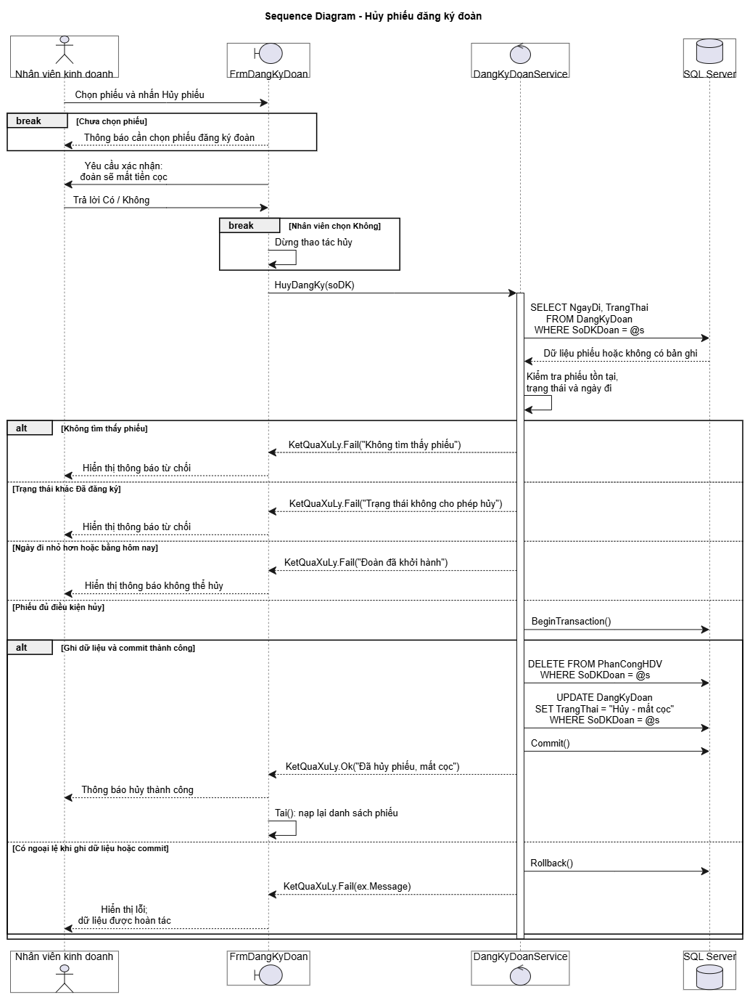 Sequence Diagram - Hủy phiếu đăng ký đoàn
Nhân viên kinh doanh
FrmDangKyDoan
DangKyDoanService
SQL Server
Chọn phiếu và nhấn Hủy phiếu
break
[Chưa chọn phiếu]
Thông báo cần chọn phiếu đăng ký đoàn
Yêu cầu xác nhận:
đoàn sẽ mất tiền cọc
Trả lời Có / Không
break
[Nhân viên chọn Không]
Dừng thao tác hủy
HuyDangKy(soDK)
SELECT NgayDi, TrangThai
FROM DangKyDoan
WHERE SoDKDoan = @s
Dữ liệu phiếu hoặc không có bản ghi
Kiểm tra phiếu tồn tại,
trạng thái và ngày đi
alt
[Không tìm thấy phiếu]
KetQuaXuLy.Fail("Không tìm thấy phiếu")
Hiển thị thông báo từ chối
[Trạng thái khác Đã đăng ký]
KetQuaXuLy.Fail("Trạng thái không cho phép hủy")
Hiển thị thông báo từ chối
[Ngày đi nhỏ hơn hoặc bằng hôm nay]
KetQuaXuLy.Fail("Đoàn đã khởi hành")
Hiển thị thông báo không thể hủy
[Phiếu đủ điều kiện hủy]
BeginTransaction()
alt
[Ghi dữ liệu và commit thành công]
DELETE FROM PhanCongHDV
WHERE SoDKDoan = @s
UPDATE DangKyDoan
SET TrangThai = "Hủy - mất cọc"
WHERE SoDKDoan = @s
Commit()
KetQuaXuLy.Ok("Đã hủy phiếu, mất cọc")
Thông báo hủy thành công
Tai(): nạp lại danh sách phiếu
[Có ngoại lệ khi ghi dữ liệu hoặc commit]
Rollback()
KetQuaXuLy.Fail(ex.Message)
Hiển thị lỗi;
dữ liệu được hoàn tác
Nhân viên kinh doanh
FrmDangKyDoan
DangKyDoanService
SQL Server